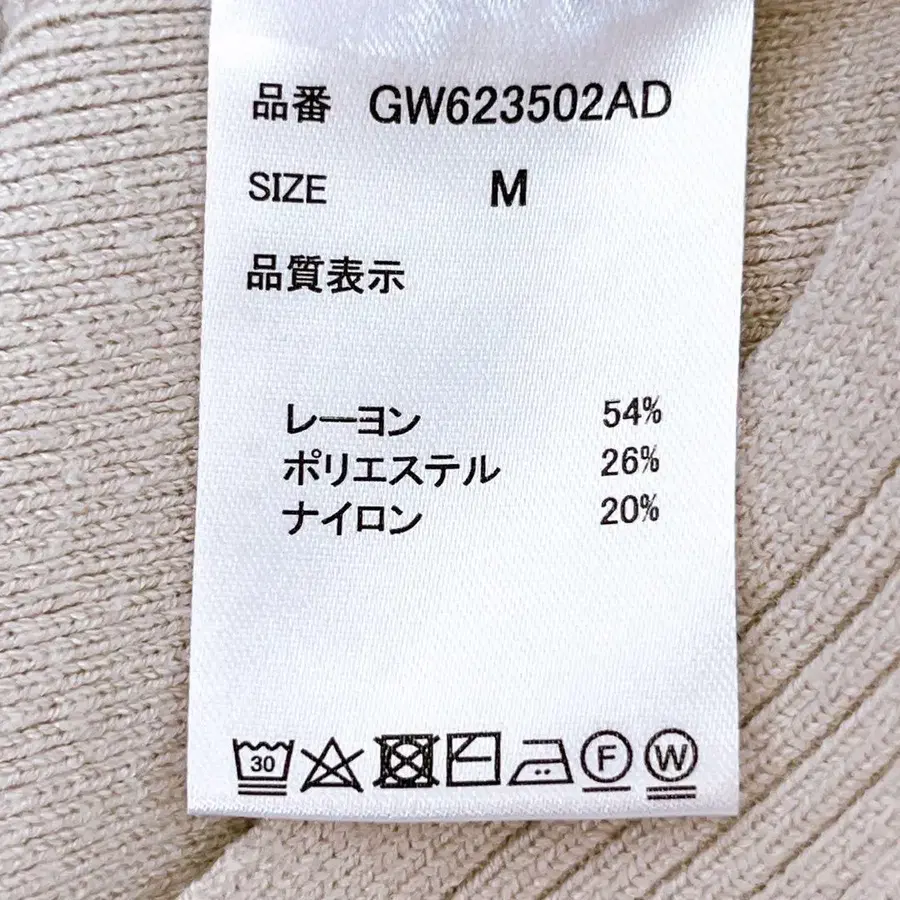 品番 GW623502AD
SIZE M
品質表示
レーヨン 54%
ポリエステル 26%
ナイロン 20%
30 F W